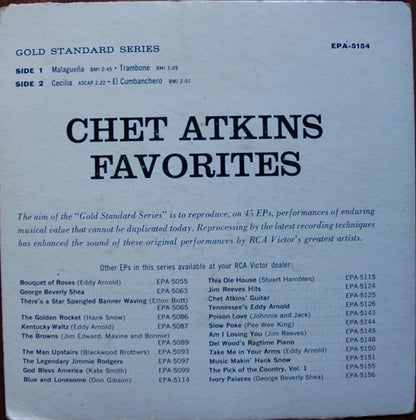 GOLD STANDARD SERIES
EPA-5154
SIDE 1 Malagueña BMI 2:45 • Trambone BMI 2:09
SIDE 2 Cecilia ASCAP 2:22 • El Cumbanchero BMI 2:01
CHET ATKINS
FAVORITES
The aim of the "Gold Standard Series" is to reproduce, on 45 EPs, performances of enduring
musical value that cannot be duplicated today. Reprocessing by the latest recording techniques
has enhanced the sound of these original performances by RCA Victor's greatest artists.
Other EPs in this series available at your RCA Victor dealer:
Bouquet of Roses (Eddy Arnold) EPA-5055
George Beverly Shea EPA-5063
There's a Star Spangled Banner Waving (Elton Britt)
EPA-5065
The Golden Rocket (Hank Snow) EPA-5086
Kentucky Waltz (Eddy Arnold) EPA-5087
The Browns (Jim Edward, Maxine and Bonnie)
EPA-5089
The Man Upstairs (Blackwood Brothers) EPA-5093
The Legendary Jimmie Rodgers EPA-5097
God Bless America (Kate Smith) EPA-5099
Blue and Lonesome (Don Gibson) EPA-5114
This Ole House (Stuart Hamblen) EPA-5115
Jim Reeves Hits EPA-5124
Chet Atkins' Guitar EPA-5125
Tennessee's Eddy Arnold EPA-5126
Poison Love (Johnnie and Jack) EPA-5143
Slow Poke (Pee Wee King) EPA-5144
Am I Losing You (Jim Reeves) EPA-5145
Del Wood's Ragtime Piano EPA-5148
Take Me in Your Arms (Eddy Arnold) EPA-5150
Music Makin' Hank Snow EPA-5151
The Pick of the Country, Vol. 1 EPA-5155
Ivory Palaces (George Beverly Shea) EPA-5156